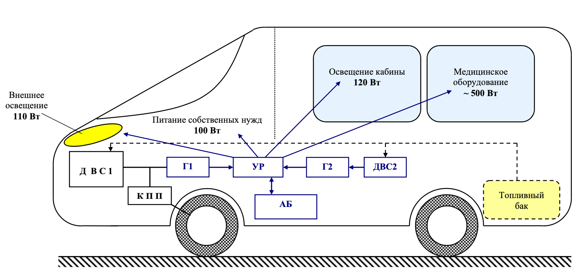 Внешнее
освещение
110 Вт
Питание собственных нужд
100 Вт
Освещение кабины
120 Вт
Медицинское
оборудование
~ 500 Вт
Д В С 1
Г1
УР
Г2
ДВС2
К П П
АБ
Топливный
бак